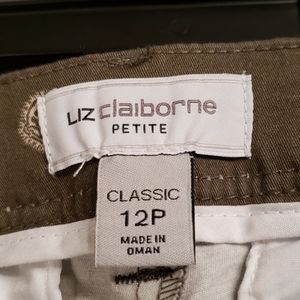 LIZ claiborne
PETITE
CLASSIC
12P
MADE IN
OMAN